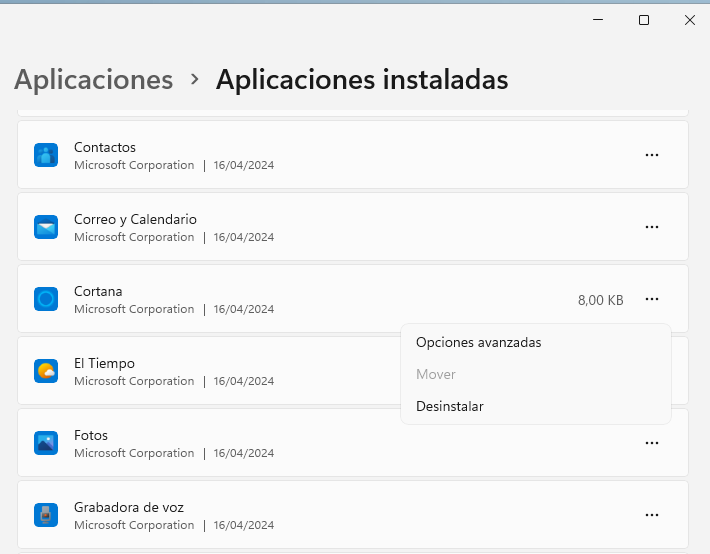 Aplicaciones › Aplicaciones instaladas
Contactos
Microsoft Corporation | 16/04/2024
Correo y Calendario
Microsoft Corporation | 16/04/2024
Cortana
Microsoft Corporation | 16/04/2024
8,00 KB
Opciones avanzadas
Mover
Desinstalar
El Tiempo
Microsoft Corporation | 16/04/2024
Fotos
Microsoft Corporation | 16/04/2024
Grabadora de voz
Microsoft Corporation | 16/04/2024